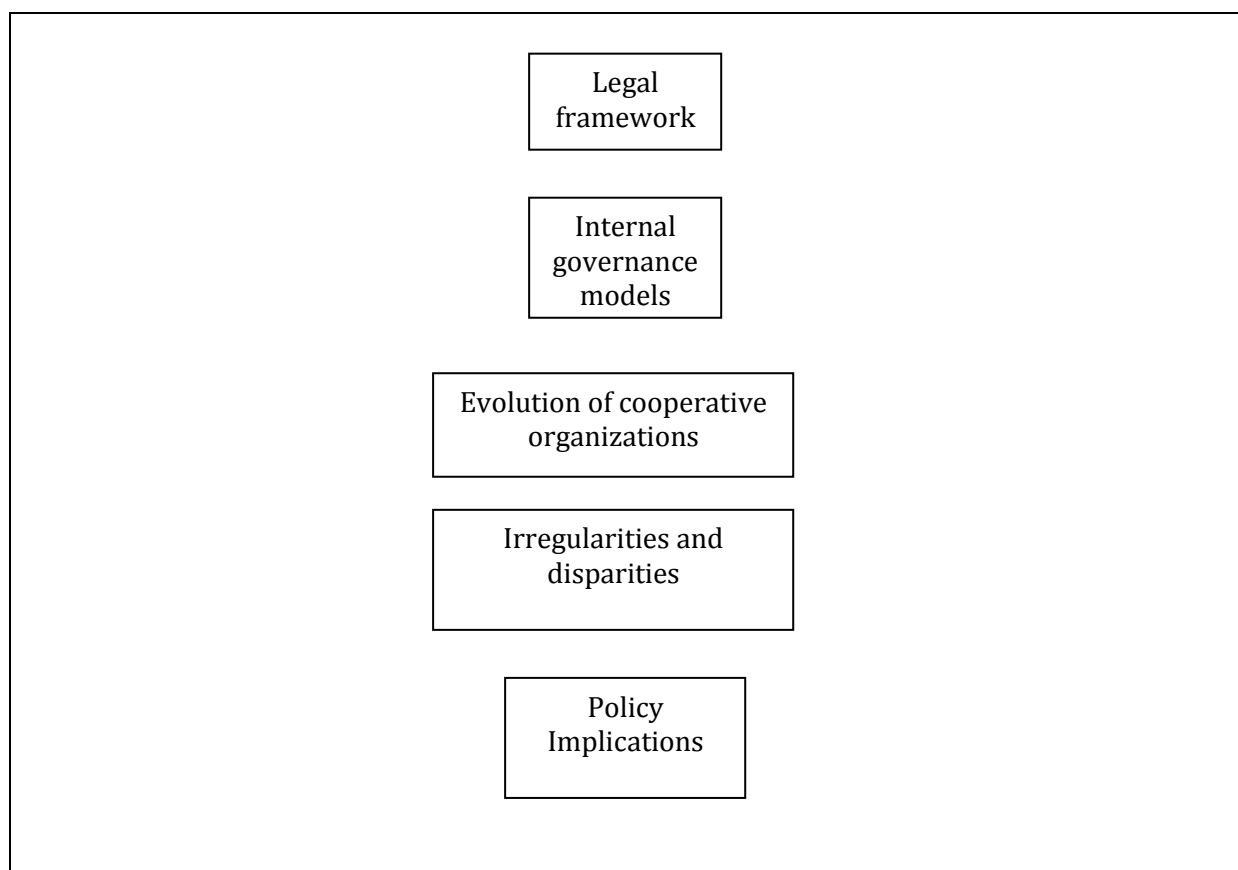 Legal
framework
Internal
governance
models
Evolution of cooperative
organizations
Irregularities and
disparities
Policy
Implications